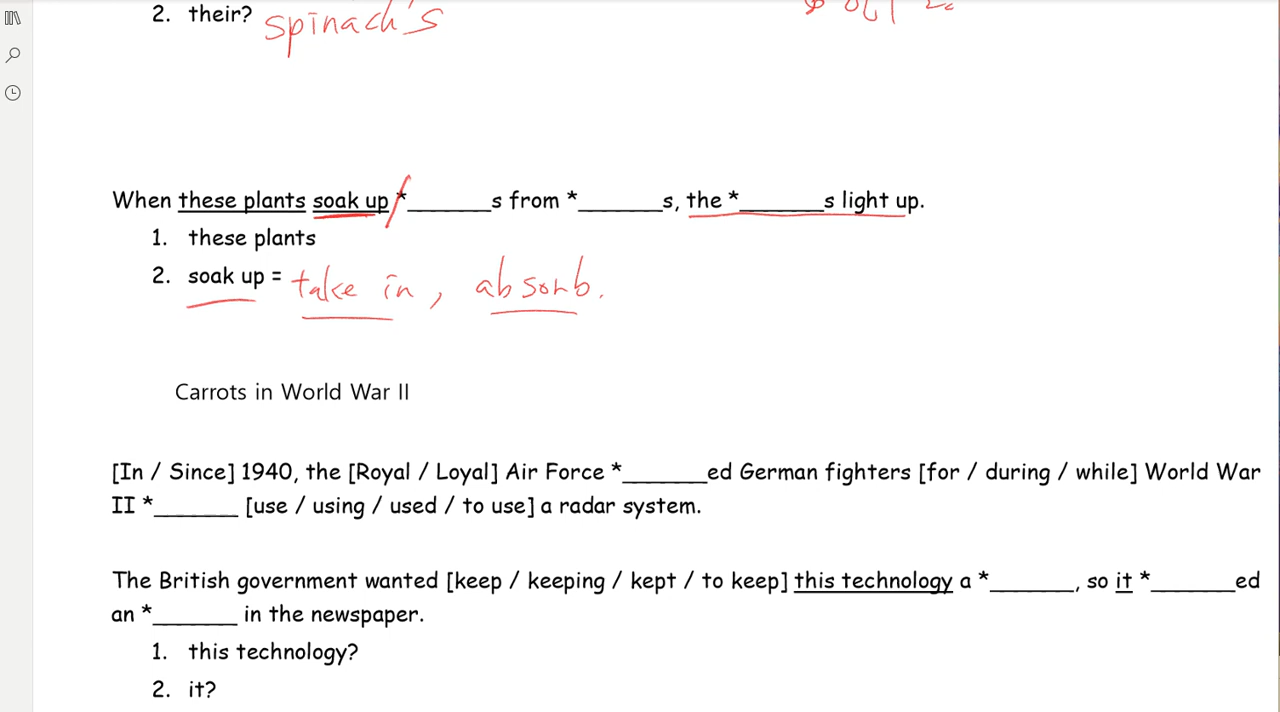 2. their? spinach's
When these plants soak up *_______s from *_______s, the *_______s light up.
1. these plants
2. soak up = take in, absorb.
Carrots in World War II
[In / Since] 1940, the [Royal / Loyal] Air Force *_______ed German fighters [for / during / while] World War
II *_______ [use / using / used / to use] a radar system.
The British government wanted [keep / keeping / kept / to keep] this technology a *_______, so it *_______ed
an *_______ in the newspaper.
1. this technology?
2. it?